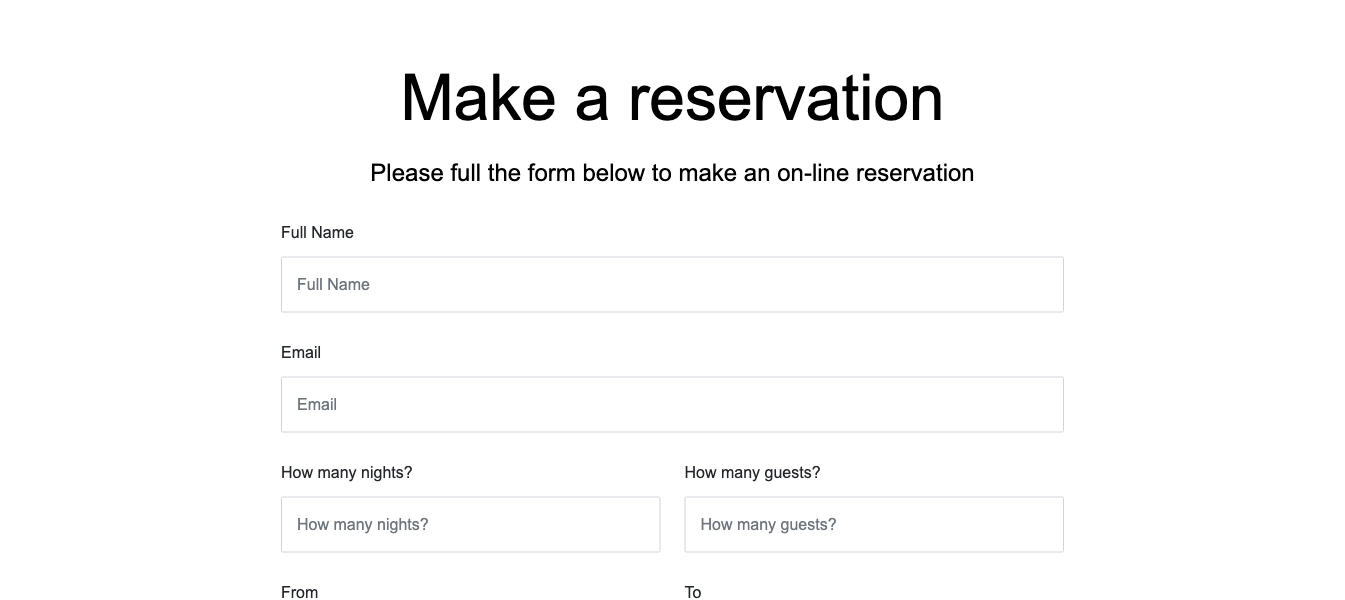 Make a reservation
Please full the form below to make an on-line reservation
Full Name
Full Name
Email
Email
How many nights? How many guests?
How many nights? How many guests?
From To